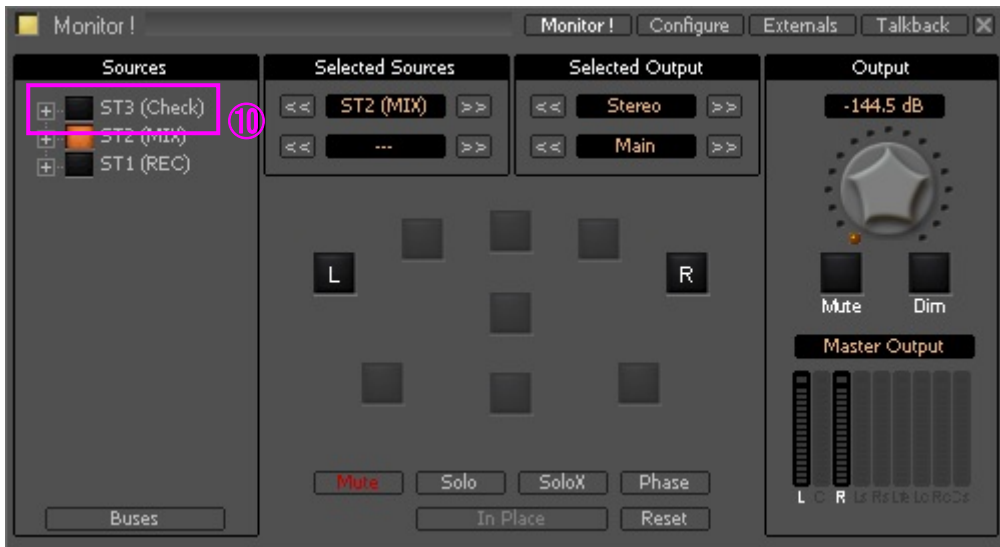 Monitor !
Monitor ! Configure Externals Talkback X
Sources
ST3 (Check)
⑩
ST2 (MIX)
ST1 (REC)
Buses
Selected Sources
<< ST2 (MIX) >>
<< --- >>
Selected Output
<< Stereo >>
<< Main >>
L
R
Mute Solo SoloX Phase
In Place Reset
Output
-144.5 dB
Mute Dim
Master Output
L C R Ls Rs Lfe Lc Rc Cs